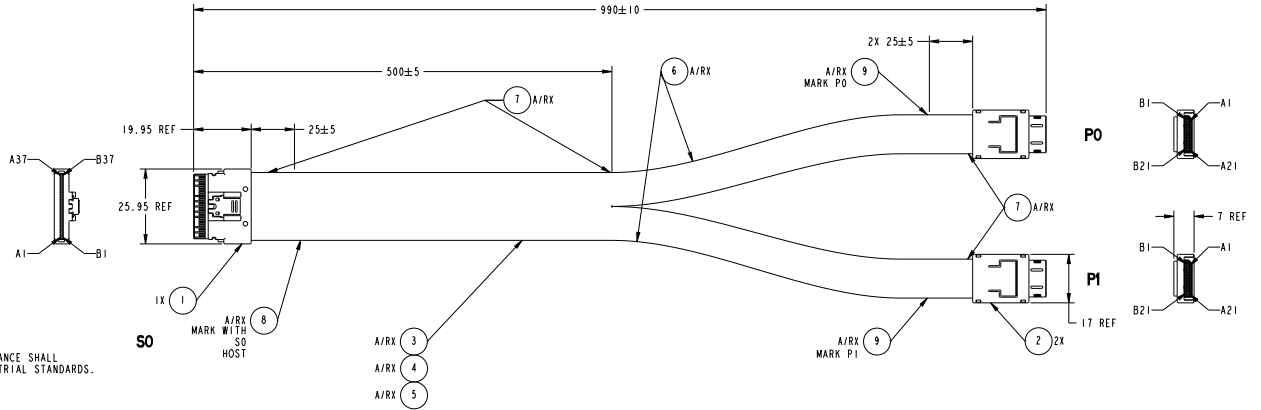 990±10
2X 25±5
500±5
6 A/RX
A/RX 9
MARK P0
7 A/RX
19.95 REF
25±5
B1 A1
P0
B21 A21
A37 B37
25.95 REF
7 A/RX
7 REF
A1 B1
B1 A1
P1
1X 1
B21 A21
17 REF
A/RX 8
MARK WITH
S0
HOST
S0
A/RX 3
A/RX 9
MARK P1
2 2X
ANCE SHALL
TRIAL STANDARDS.
A/RX 4
A/RX 5